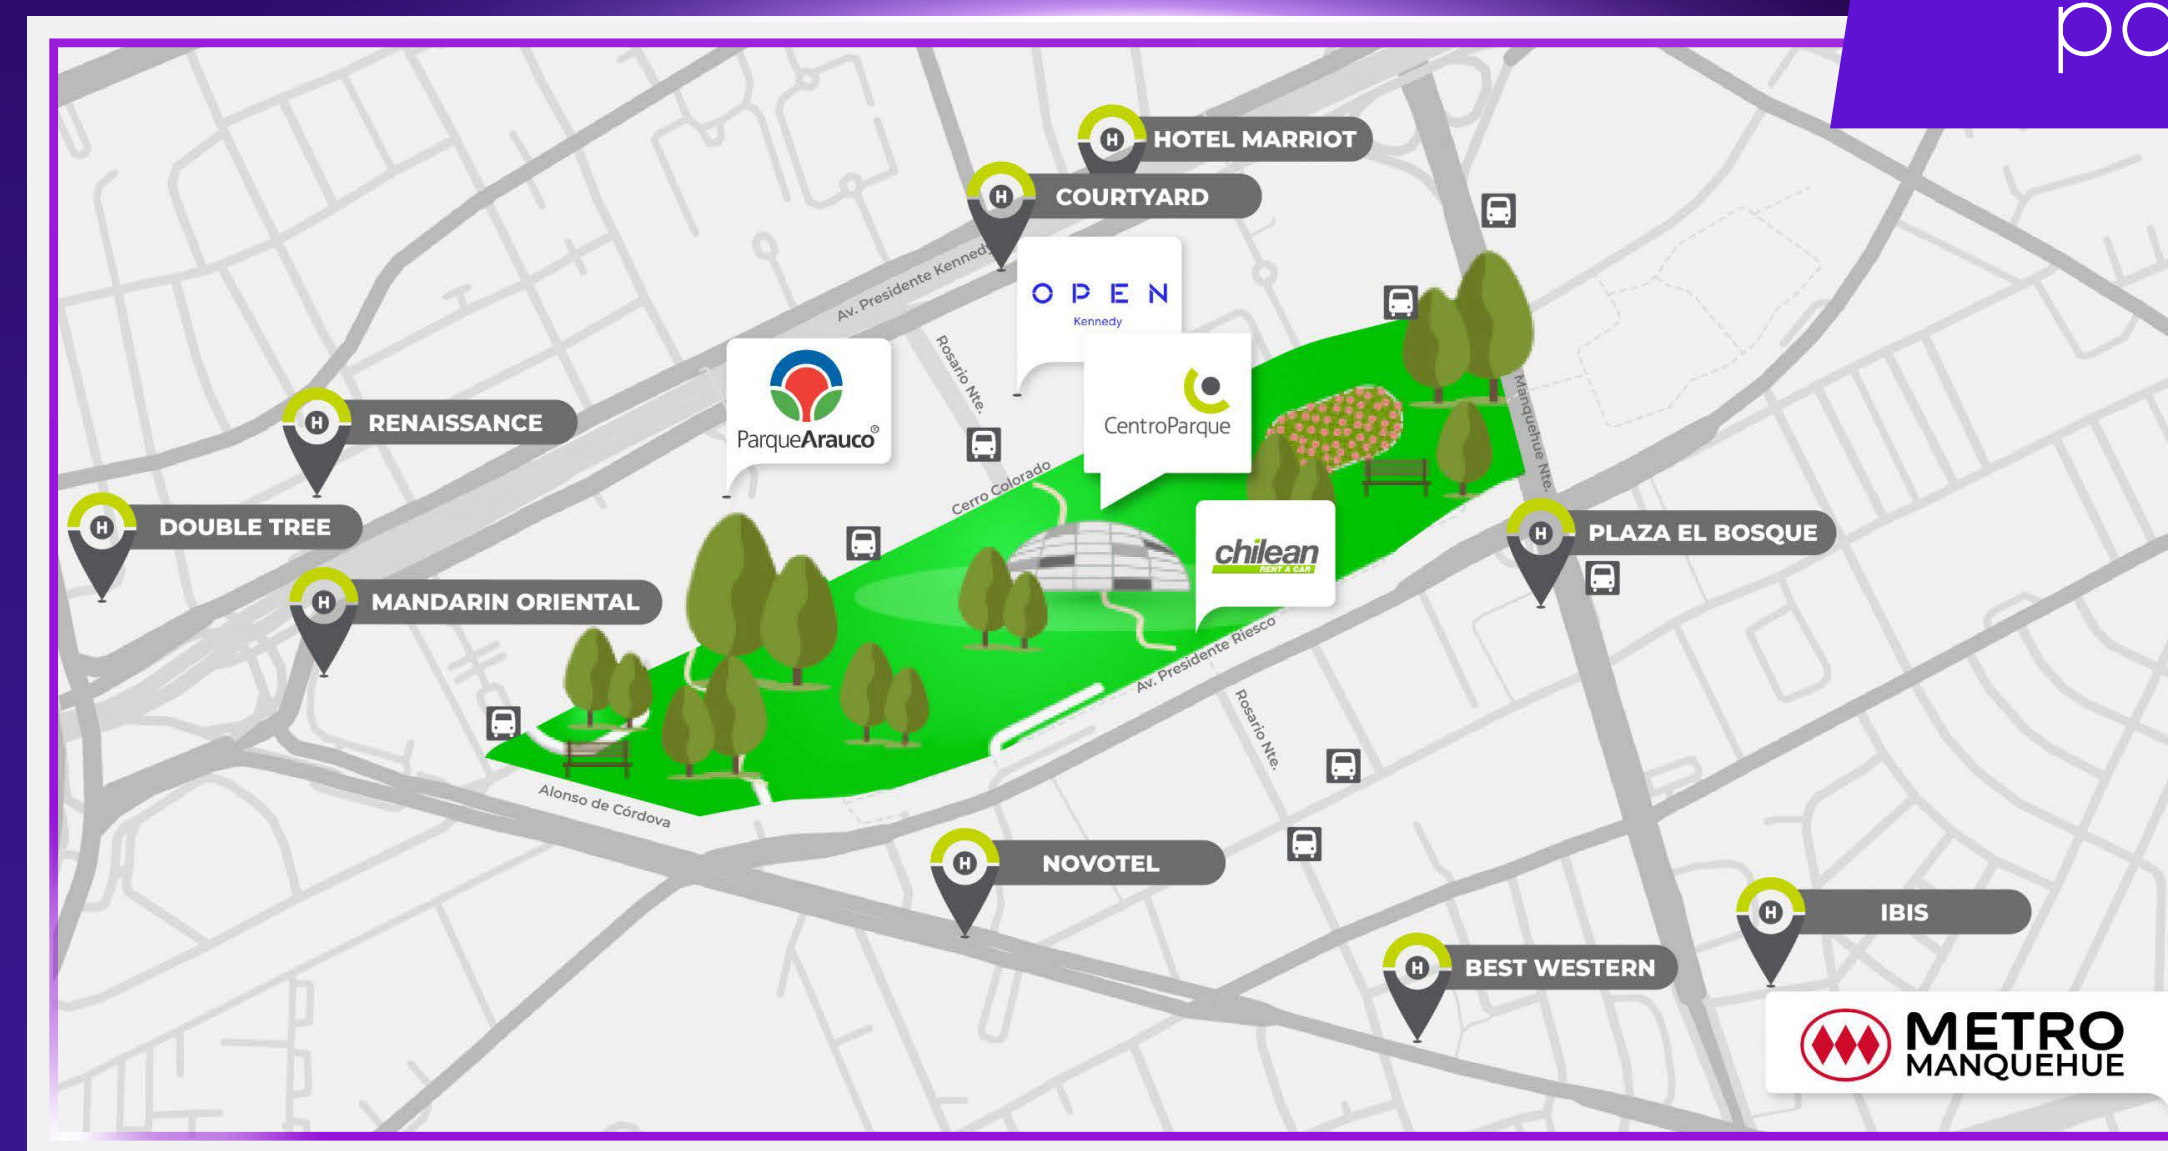 po
H HOTEL MARRIOT
H COURTYARD
Av. Presidente Kennedy
OPEN
Kennedy
Rosario Nte.
ParqueArauco®
CentroParque
Manquehue Nte.
H RENAISSANCE
Cerro Colorado
H DOUBLE TREE
H PLAZA EL BOSQUE
chilean
RENT A CAR
H MANDARIN ORIENTAL
Av. Presidente Riesco
Rosario Nte.
Alonso de Córdova
H NOVOTEL
H IBIS
H BEST WESTERN
METRO
MANQUEHUE